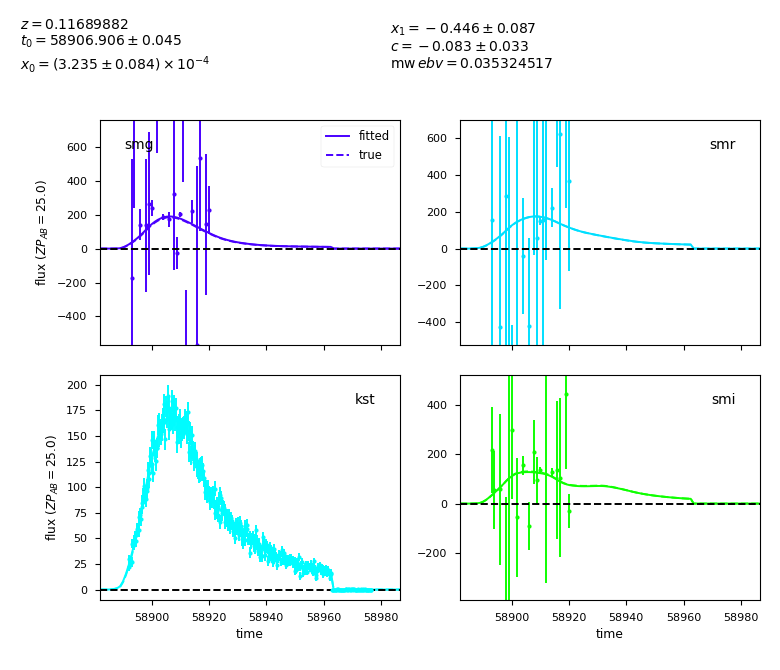 z = 0.11689882
t₀ = 58906.906 ± 0.045
x₀ = (3.235 ± 0.084) × 10⁻⁴
x₁ = −0.446 ± 0.087
c = −0.083 ± 0.033
mw ebv = 0.035324517
smg
fitted
true
600
400
200
0
−200
−400
flux (ZP_AB = 25.0)
smr
600
400
200
0
−200
−400
kst
200
175
150
125
100
75
50
25
0
flux (ZP_AB = 25.0)
58900 58920 58940 58960 58980
time
smi
400
200
0
−200
58900 58920 58940 58960 58980
time